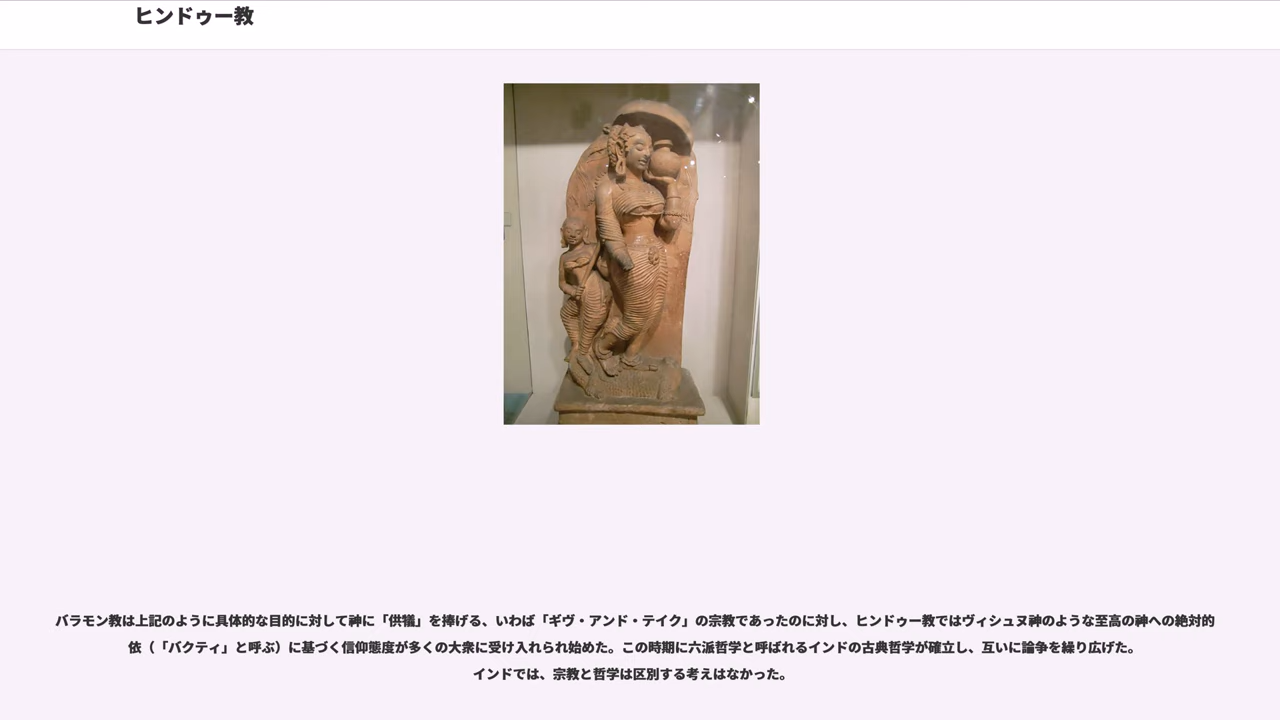 ヒンドゥー教
バラモン教は上記のように具体的な目的に対して神に「供犠」を捧げる、いわば「ギヴ・アンド・テイク」の宗教であったのに対し、ヒンドゥー教ではヴィシュヌ神のような至高の神への絶対的
依（「バクティ」と呼ぶ）に基づく信仰態度が多くの大衆に受け入れられ始めた。この時期に六派哲学と呼ばれるインドの古典哲学が確立し、互いに論争を繰り広げた。
インドでは、宗教と哲学は区別する考えはなかった。